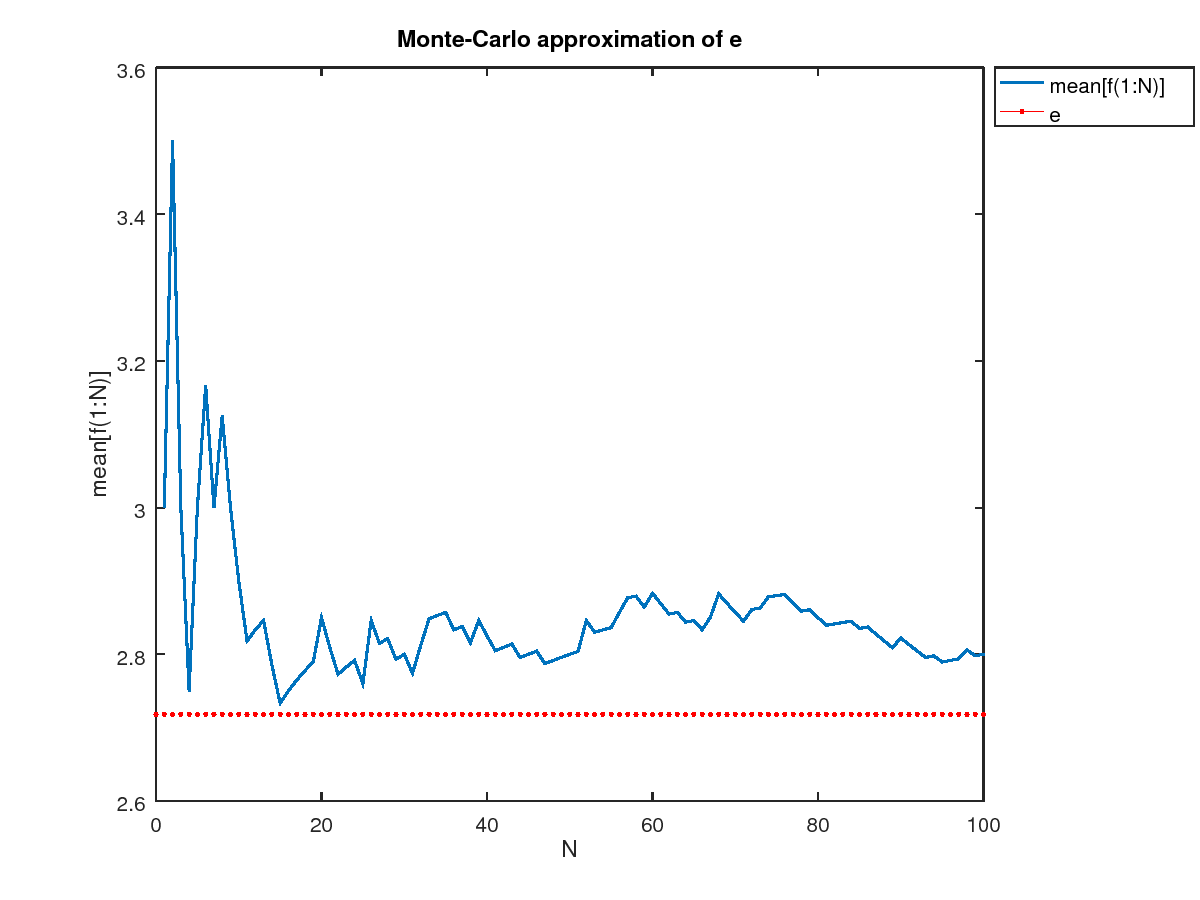 Monte-Carlo approximation of e
mean[f(1:N)]
e
3.6
3.4
3.2
3
2.8
2.6
mean[f(1:N)]
0 20 40 60 80 100
N